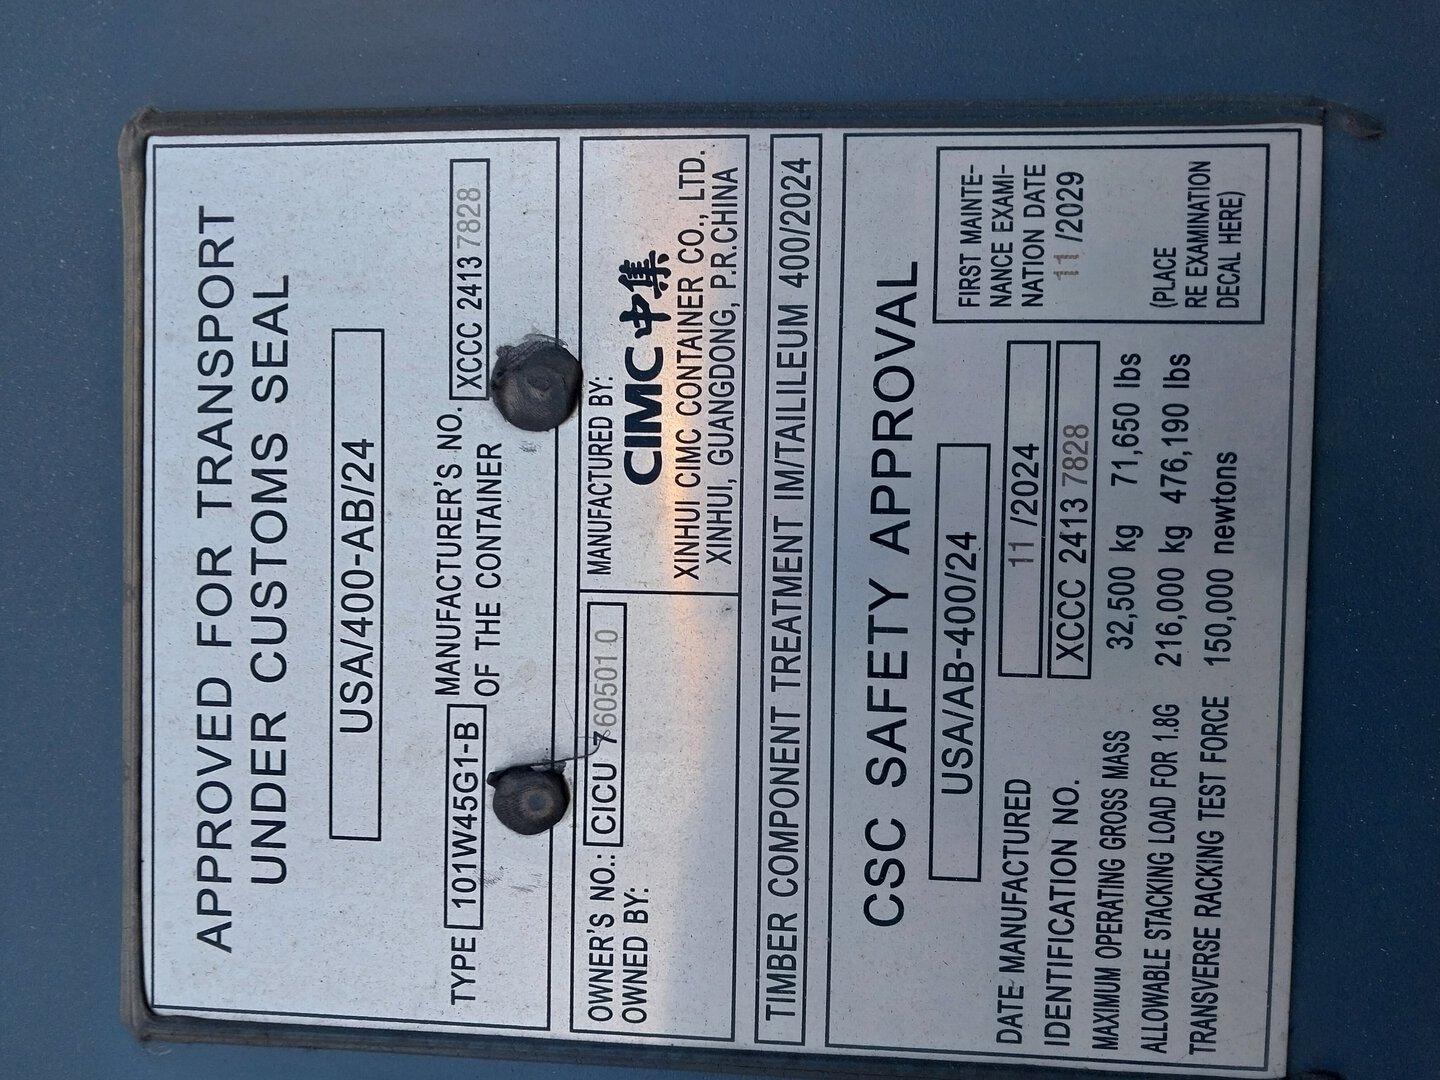 APPROVED FOR TRANSPORT
UNDER CUSTOMS SEAL
USA/400-AB/24
TYPE 101W45G1-B MANUFACTURER'S NO. XCCC 2413 7828
OF THE CONTAINER
OWNER'S NO.: CICU 7605010
OWNED BY:
MANUFACTURED BY:
CIMC中集
XINHUI CIMC CONTAINER CO., LTD.
XINHUI, GUANGDONG, P.R.CHINA
TIMBER COMPONENT TREATMENT IM/TAILILEUM 400/2024
CSC SAFETY APPROVAL
USA/AB-400/24
DATE MANUFACTURED 11 /2024
IDENTIFICATION NO. XCCC 2413 7828
MAXIMUM OPERATING GROSS MASS 32,500 kg 71,650 lbs
ALLOWABLE STACKING LOAD FOR 1.8G 216,000 kg 476,190 lbs
TRANSVERSE RACKING TEST FORCE 150,000 newtons
FIRST MAINTE-
NANCE EXAMI-
NATION DATE
11 /2029
(PLACE
RE EXAMINATION
DECAL HERE)